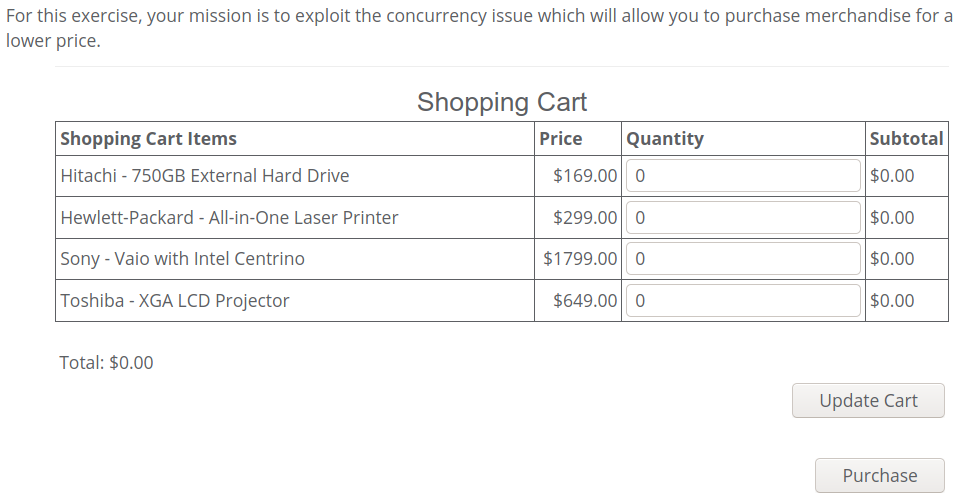 For this exercise, your mission is to exploit the concurrency issue which will allow you to purchase merchandise for a
lower price.
Shopping Cart
Shopping Cart Items Price Quantity Subtotal
Hitachi - 750GB External Hard Drive $169.00 0 $0.00
Hewlett-Packard - All-in-One Laser Printer $299.00 0 $0.00
Sony - Vaio with Intel Centrino $1799.00 0 $0.00
Toshiba - XGA LCD Projector $649.00 0 $0.00
Total: $0.00
Update Cart
Purchase